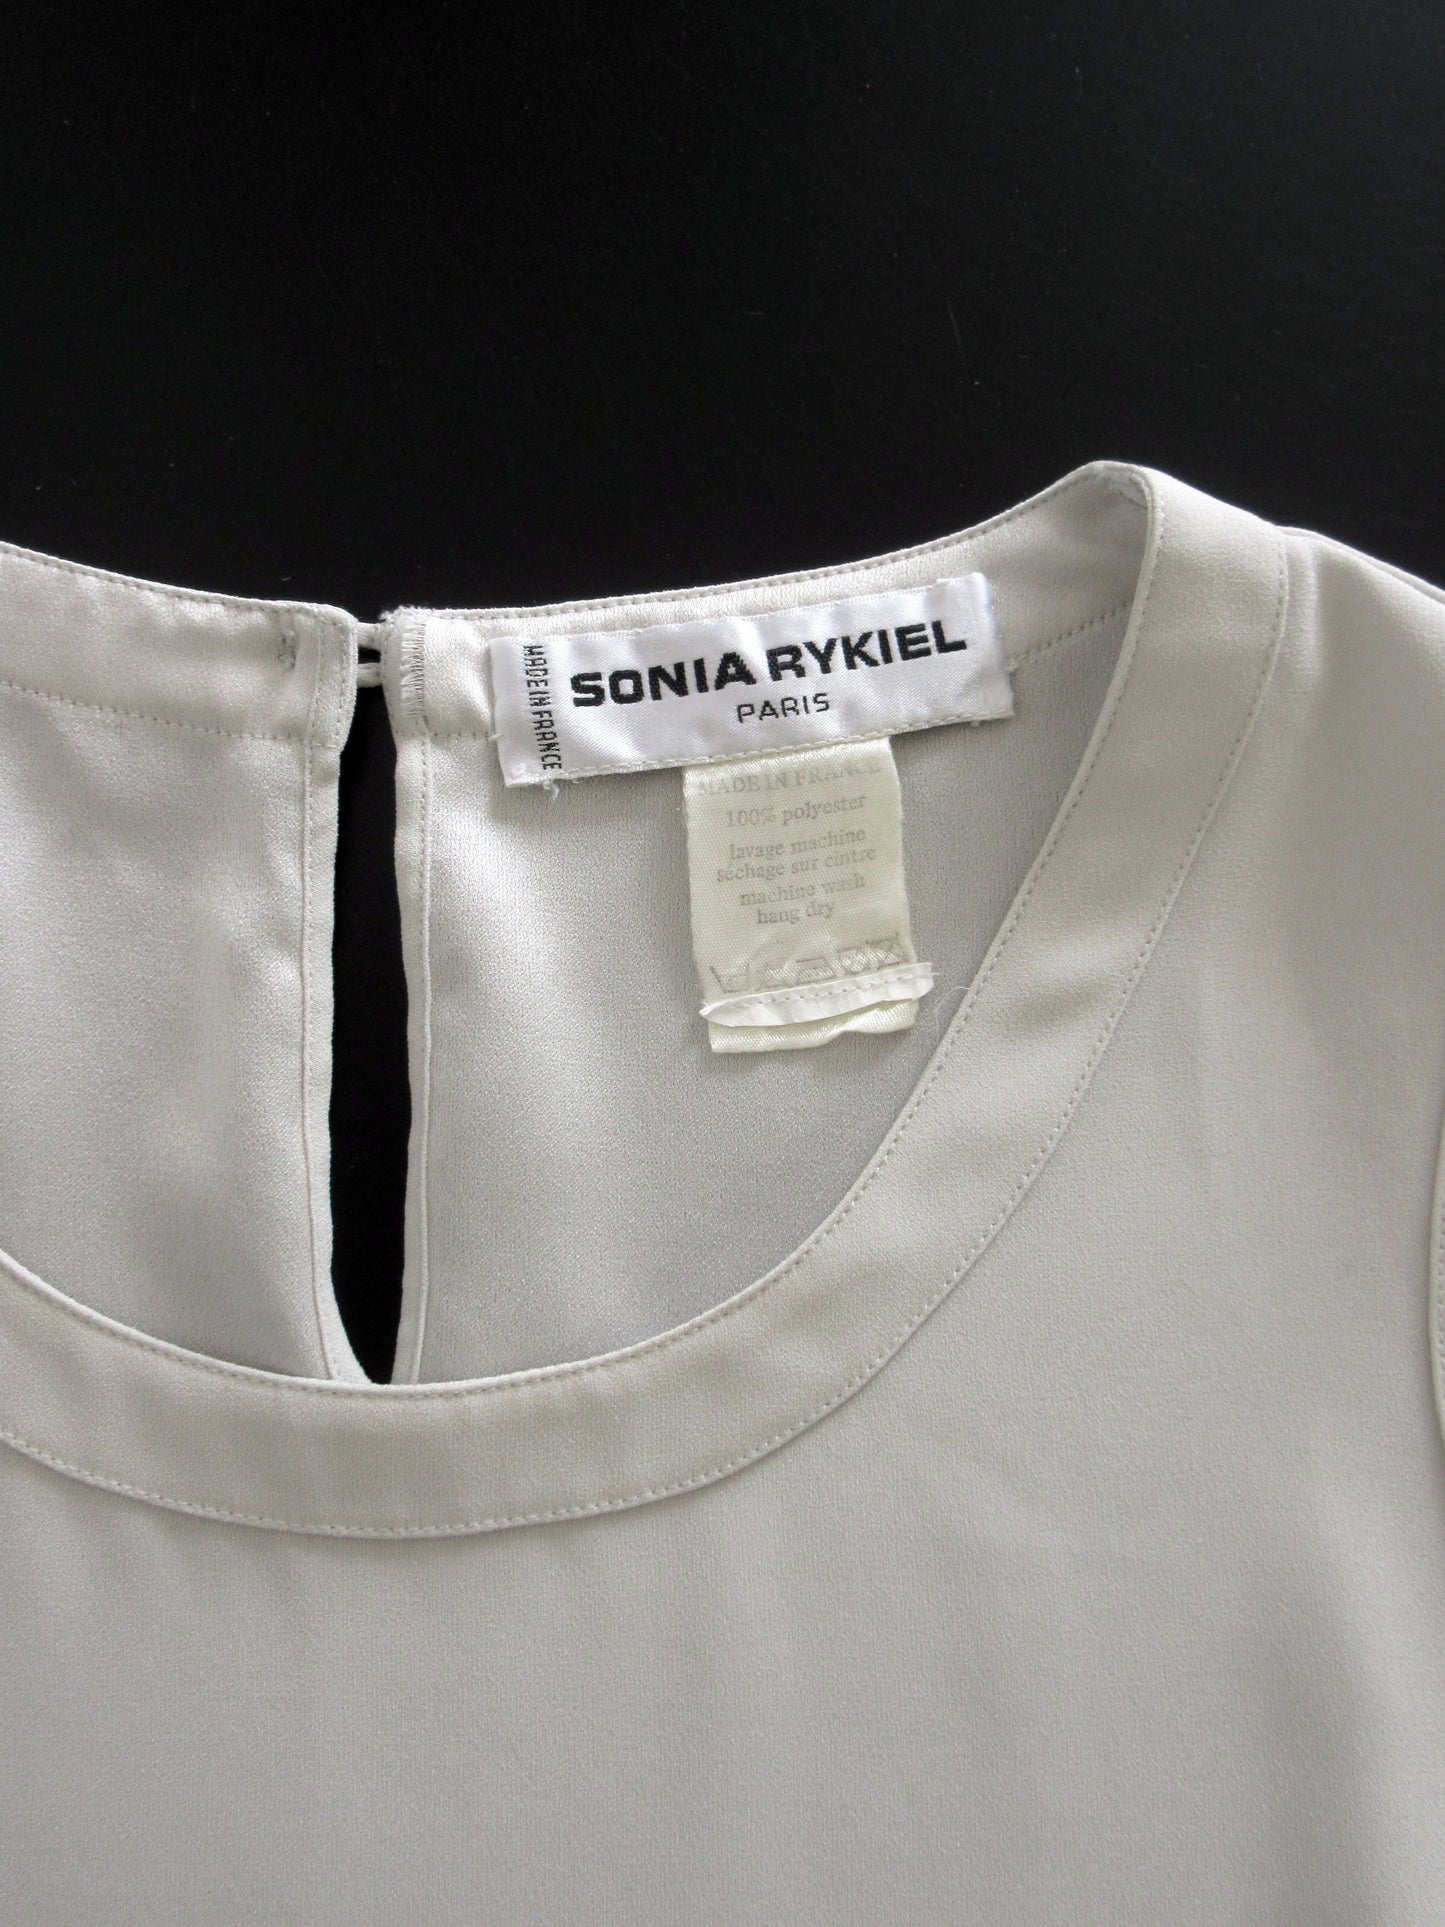 MADE IN FRANCE
SONIA RYKIEL
PARIS
MADE IN FRANCE
100% polyester
lavage machine
séchage sur cintre
machine wash
hang dry